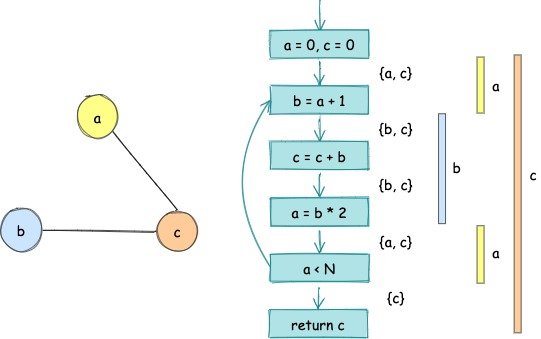 a
b
c
a = 0, c = 0
{a, c}
b = a + 1
{b, c}
c = c + b
{b, c}
a = b * 2
{a, c}
a < N
{c}
return c
a
b
c
a